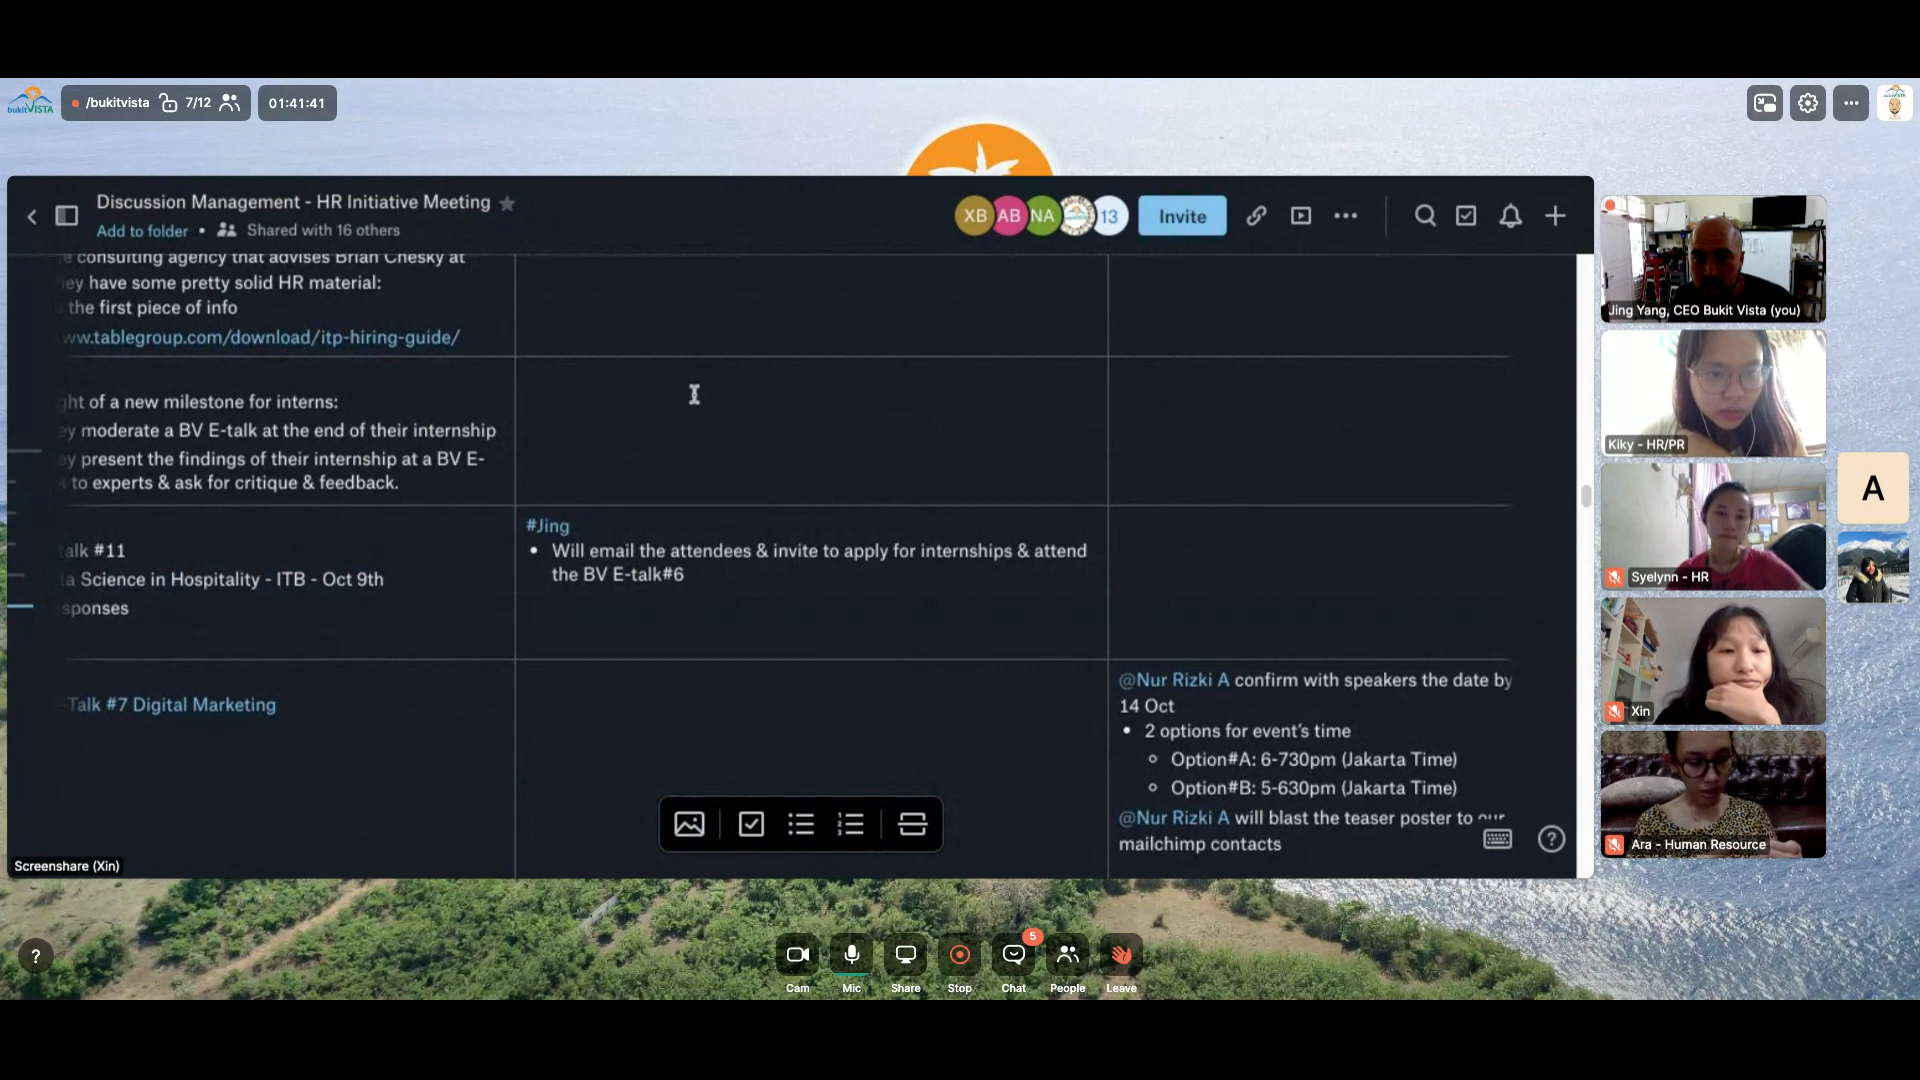 bukitVISTA
/bukitvista 7/12
01:41:41
Discussion Management - HR Initiative Meeting
Add to folder • Shared with 16 others
XB AB NA 13
Invite
e consulting agency that advises Brian Chesky at
ey have some pretty solid HR material:
the first piece of info
ww.tablegroup.com/download/itp-hiring-guide/
ght of a new milestone for interns:
ey moderate a BV E-talk at the end of their internship
ey present the findings of their internship at a BV E-
k to experts & ask for critique & feedback.
alk #11
a Science in Hospitality - ITB - Oct 9th
sponses
#Jing
• Will email the attendees & invite to apply for internships & attend
the BV E-talk#6
-Talk #7 Digital Marketing
@Nur Rizki A confirm with speakers the date by
14 Oct
• 2 options for event's time
Option#A: 6-730pm (Jakarta Time)
Option#B: 5-630pm (Jakarta Time)
@Nur Rizki A will blast the teaser poster to our
mailchimp contacts
Screenshare (Xin)
Jing Yang, CEO Bukit Vista (you)
Kiky - HR/PR
Syelynn - HR
Xin
Ara - Human Resource
A
?
?
5
Cam
Mic
Share
Stop
Chat
People
Leave